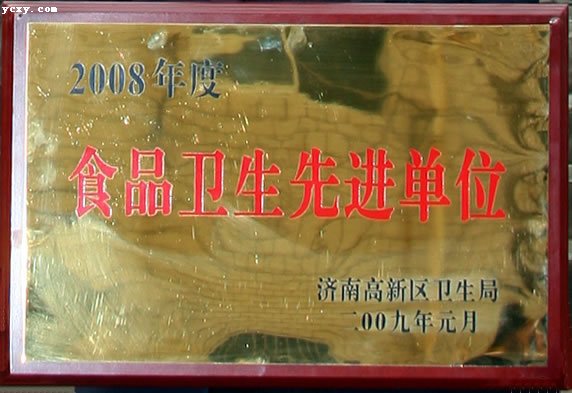 ycxy.com
2008年度
食品卫生先进单位
济南高新区卫生局
二00九年元月